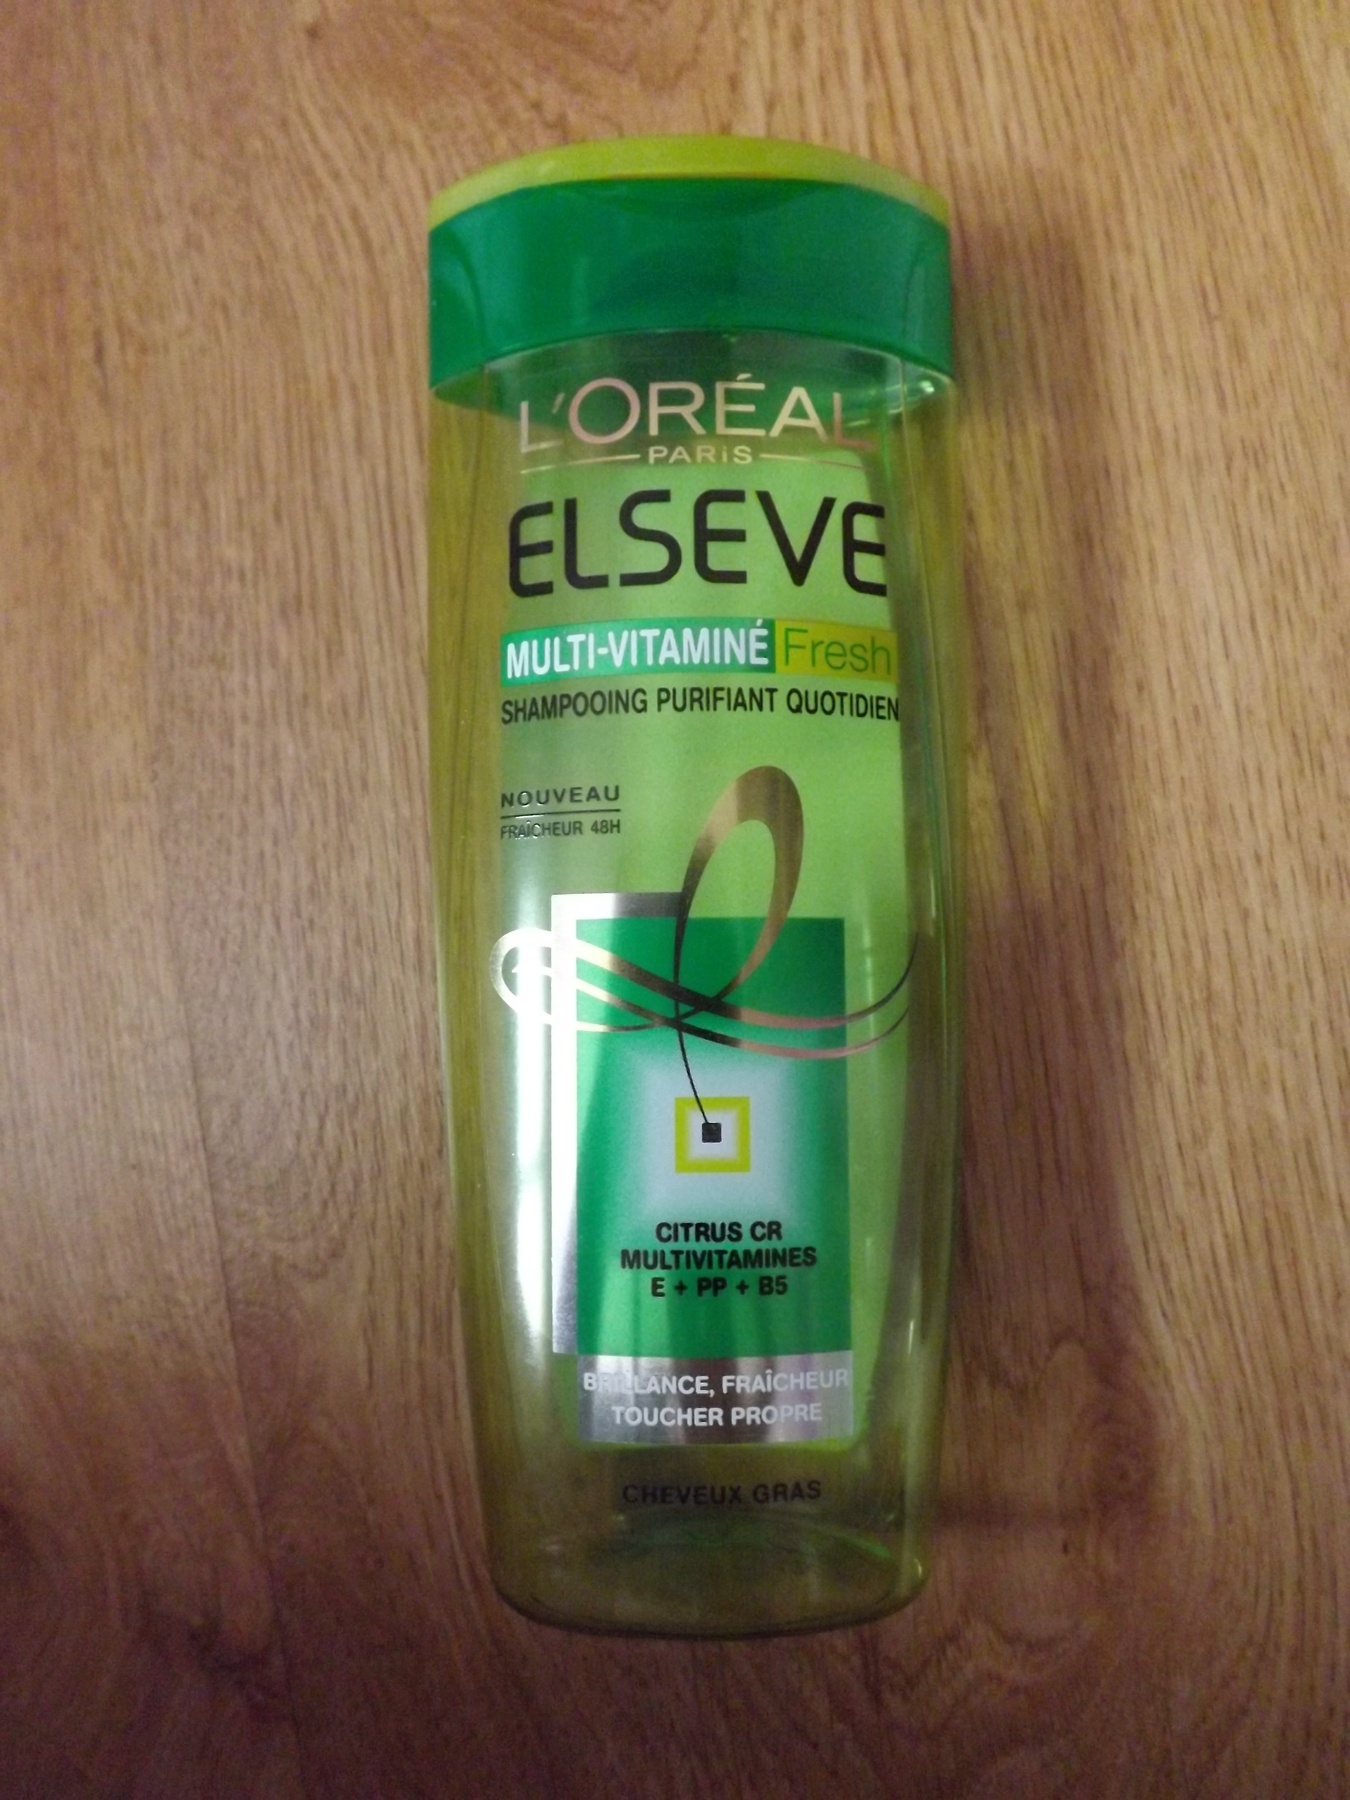 L'ORÉAL
PARIS
ELSEVE
MULTI-VITAMINÉ Fresh
SHAMPOOING PURIFIANT QUOTIDIEN
NOUVEAU
FRAÎCHEUR 48H
CITRUS CR
MULTIVITAMINES
E + PP + B5
BRILLANCE, FRAÎCHEUR
TOUCHER PROPRE
CHEVEUX GRAS